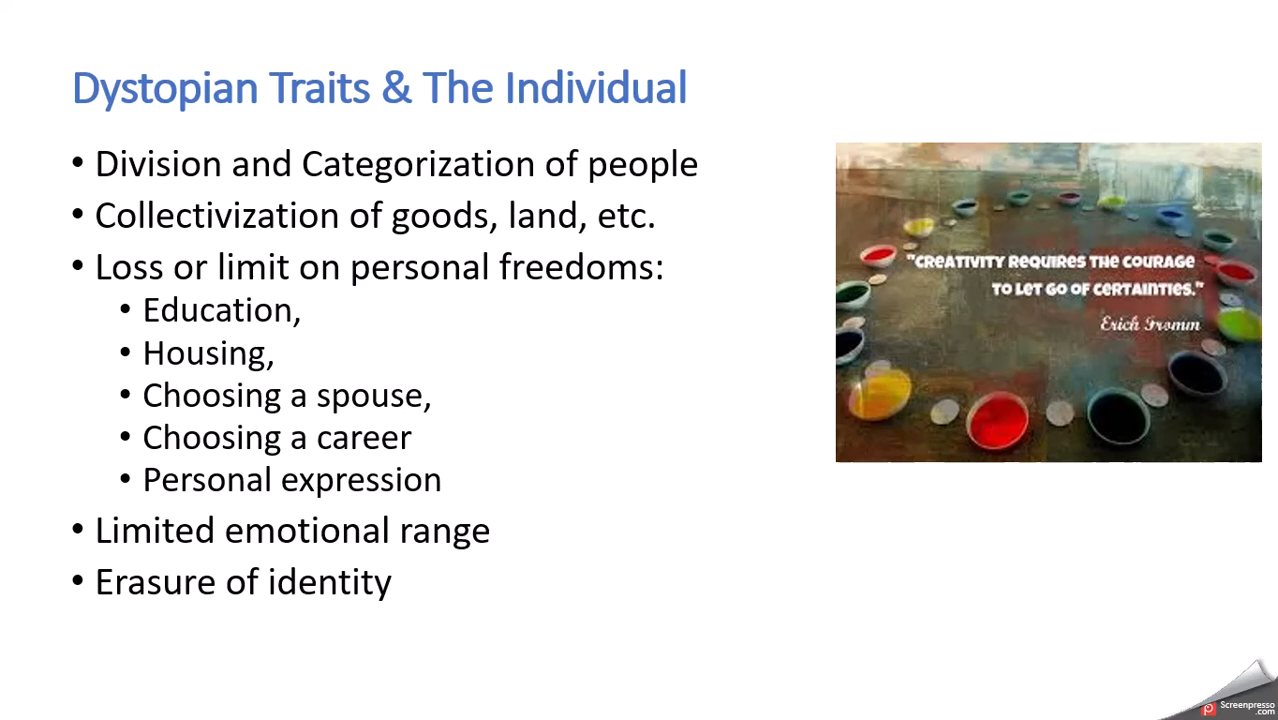 Dystopian Traits & The Individual
• Division and Categorization of people
• Collectivization of goods, land, etc.
• Loss or limit on personal freedoms:
• Education,
• Housing,
• Choosing a spouse,
• Choosing a career
• Personal expression
• Limited emotional range
• Erasure of identity
"CREATIVITY REQUIRES THE COURAGE
TO LET GO OF CERTAINTIES."
Erich Fromm
Screenpresso
.com